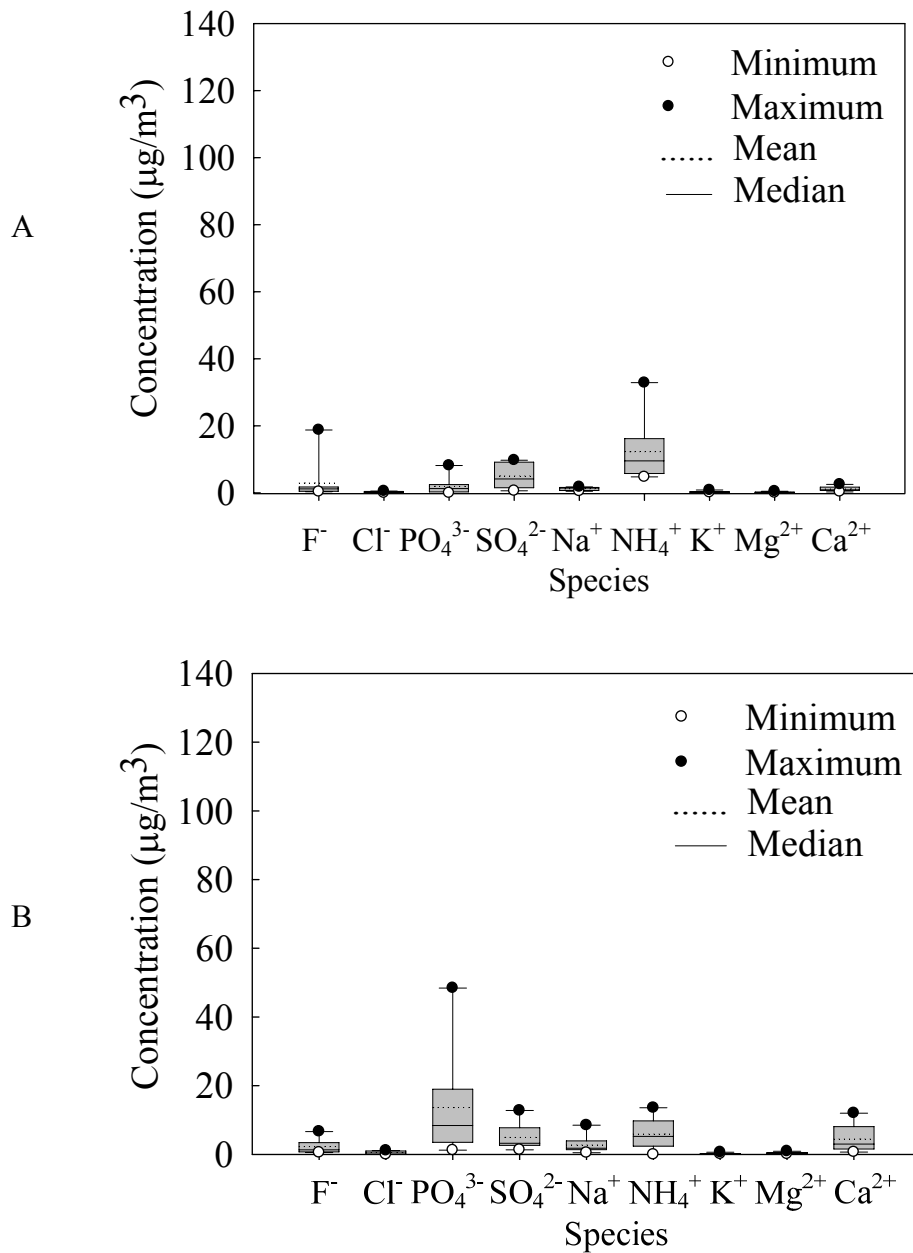 140
120
100
80
60
40
20
0
Concentration (µg/m³)
A
Minimum
Maximum
Mean
Median
F⁻ Cl⁻ PO₄³⁻ SO₄²⁻ Na⁺ NH₄⁺ K⁺ Mg²⁺ Ca²⁺
Species
140
120
100
80
60
40
20
0
Concentration (µg/m³)
B
Minimum
Maximum
Mean
Median
F⁻ Cl⁻ PO₄³⁻ SO₄²⁻ Na⁺ NH₄⁺ K⁺ Mg²⁺ Ca²⁺
Species